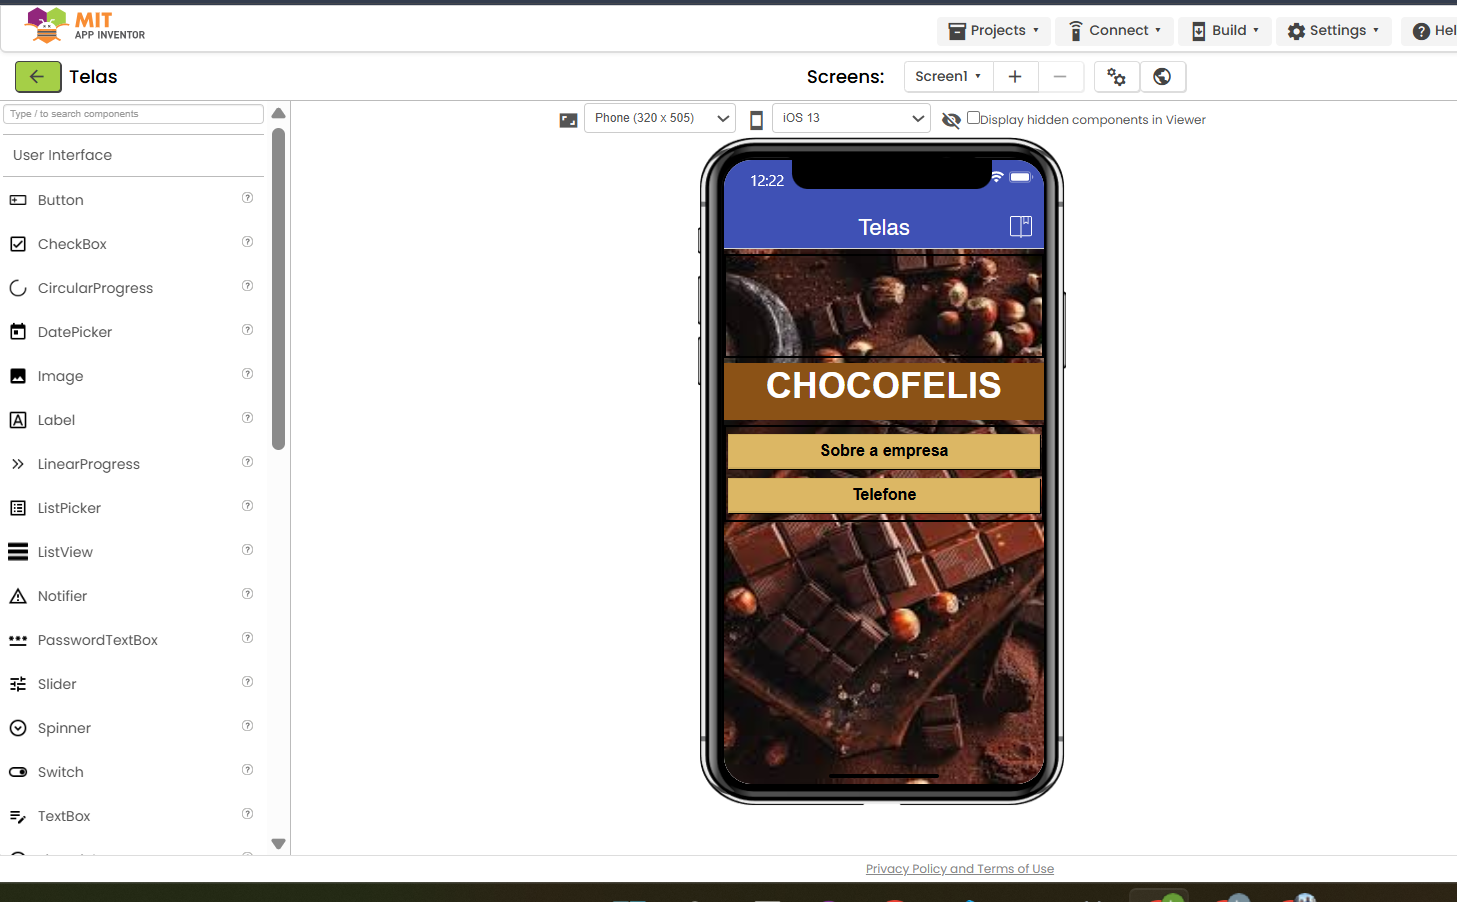 MIT
APP INVENTOR
Projects
Connect
Build
Settings
Hel
Telas
Screens:
Screen1
Type / to search components
Phone (320 x 505)
iOS 13
Display hidden components in Viewer
User Interface
Button
CheckBox
CircularProgress
DatePicker
Image
Label
LinearProgress
ListPicker
ListView
Notifier
PasswordTextBox
Slider
Spinner
Switch
TextBox
12:22
Telas
CHOCOFELIS
Sobre a empresa
Telefone
Privacy Policy and Terms of Use